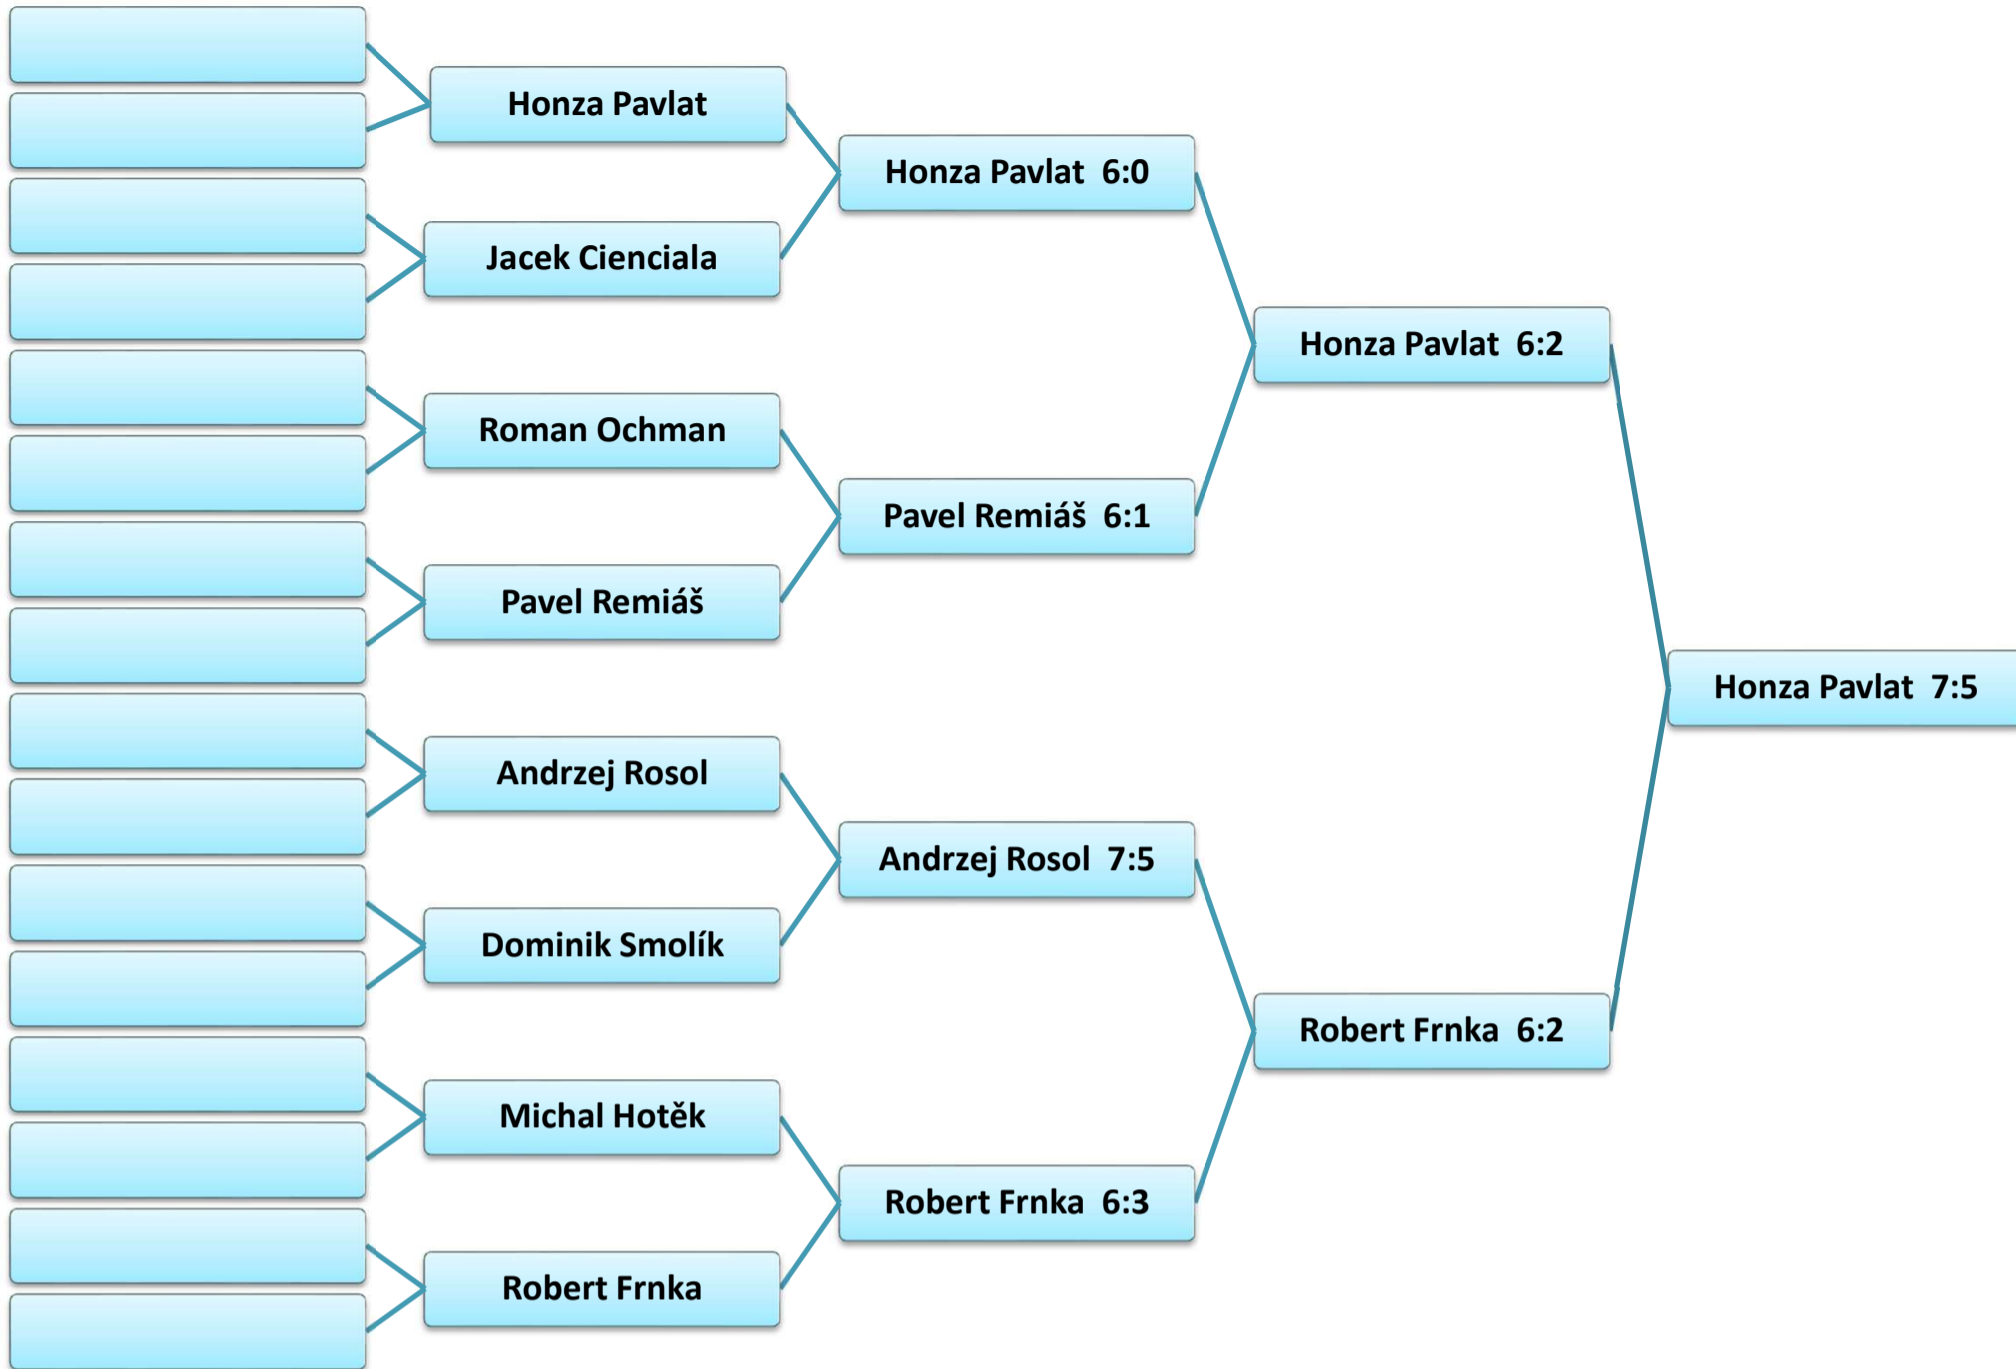 Honza Pavlat
Jacek Cienciala
Roman Ochman
Pavel Remiáš
Andrzej Rosol
Dominik Smolík
Michal Hotěk
Robert Frnka
Honza Pavlat 6:0
Pavel Remiáš 6:1
Andrzej Rosol 7:5
Robert Frnka 6:3
Honza Pavlat 6:2
Robert Frnka 6:2
Honza Pavlat 7:5